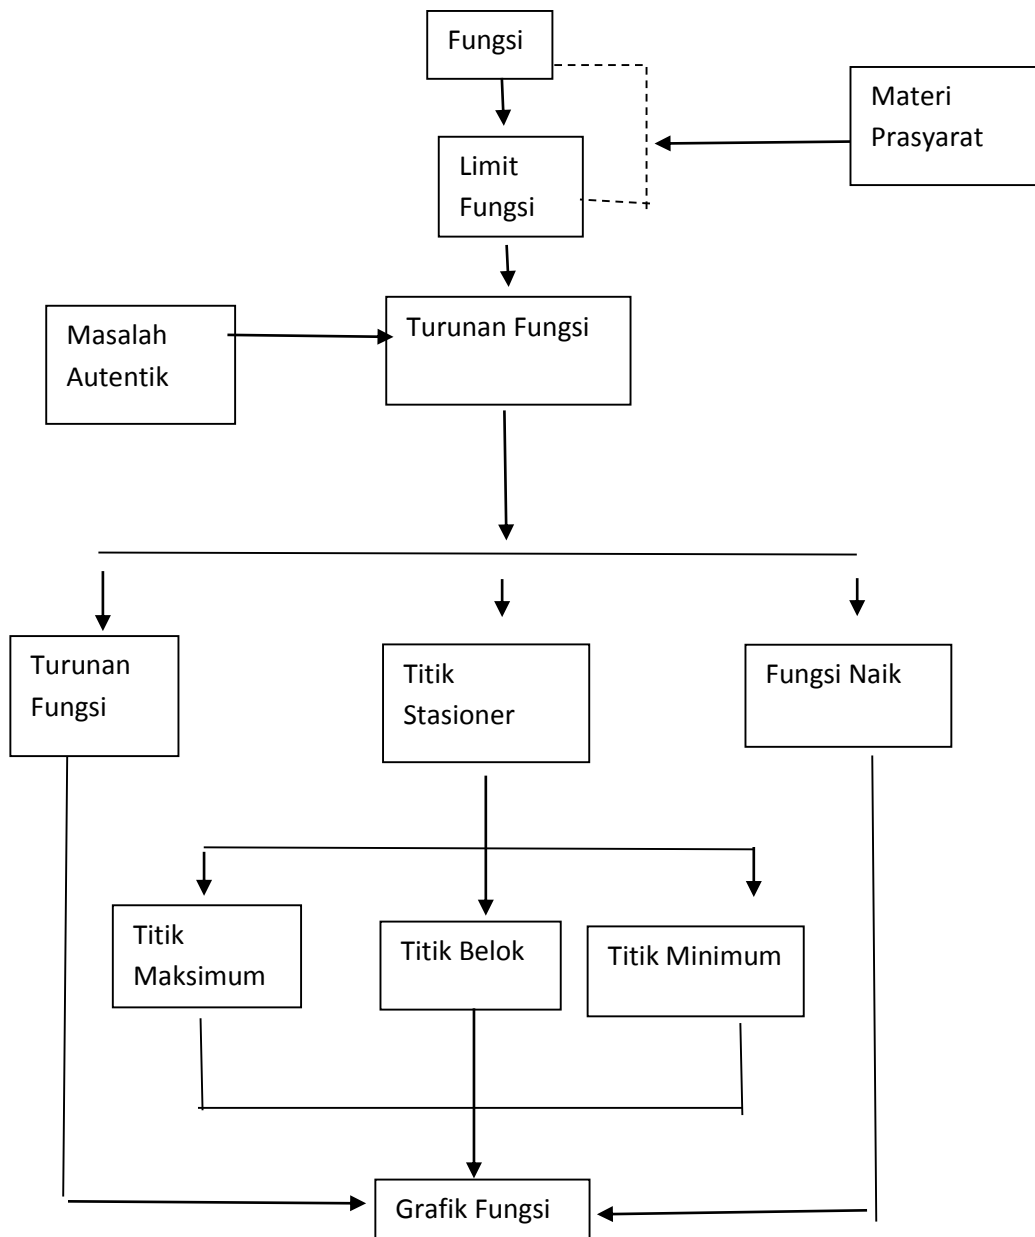 Fungsi
Materi
Prasyarat
Limit
Fungsi
Masalah
Autentik
Turunan Fungsi
Turunan
Fungsi
Titik
Stasioner
Fungsi Naik
Titik
Maksimum
Titik Belok
Titik Minimum
Grafik Fungsi